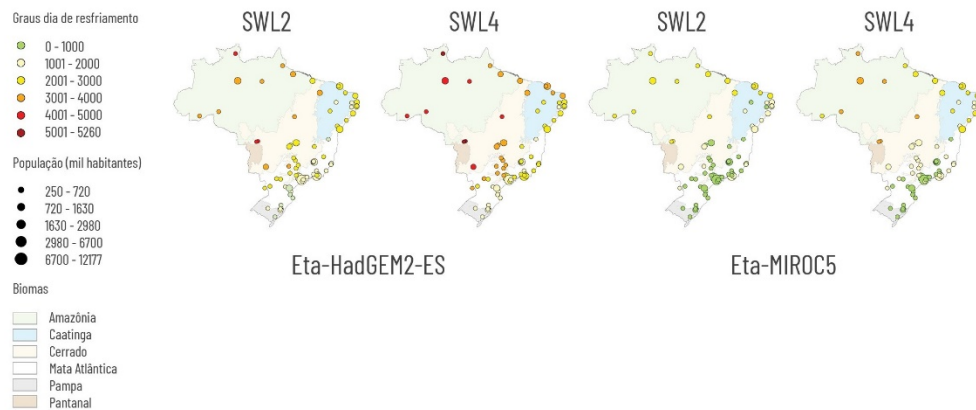 Graus dia de resfriamento
0 - 1000
1001 - 2000
2001 - 3000
3001 - 4000
4001 - 5000
5001 - 5260
População (mil habitantes)
250 - 720
720 - 1630
1630 - 2980
2980 - 6700
6700 - 12177
Biomas
Amazônia
Caatinga
Cerrado
Mata Atlântica
Pampa
Pantanal
SWL2
SWL4
SWL2
SWL4
Eta-HadGEM2-ES
Eta-MIROC5